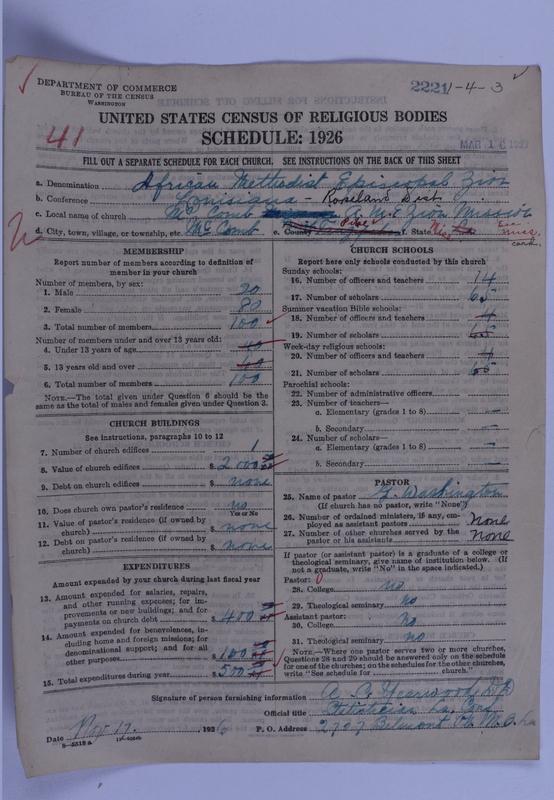 DEPARTMENT OF COMMERCE
BUREAU OF THE CENSUS
WASHINGTON
2221 1-4-3
UNITED STATES CENSUS OF RELIGIOUS BODIES
SCHEDULE: 1926
41
FILL OUT A SEPARATE SCHEDULE FOR EACH CHURCH. SEE INSTRUCTIONS ON THE BACK OF THIS SHEET
a. Denomination African Methodist Episcopal Zion
b. Conference Louisiana - Roseland Dist
c. Local name of church Mc Comb A. M. E. Zion Mission
d. City, town, village, or township, etc. Mc Comb e. County Pike f. State Miss
MEMBERSHIP
Report number of members according to definition of member in your church
Number of members, by sex:
1. Male 20
2. Female 80
3. Total number of members 100
Number of members under and over 13 years old:
4. Under 13 years of age
5. 13 years old and over
6. Total number of members 100
NOTE.—The total given under Question 6 should be the same as the total of males and females given under Question 3.
CHURCH BUILDINGS
See instructions, paragraphs 10 to 12
7. Number of church edifices 1
8. Value of church edifices $ 2000
9. Debt on church edifices $ none
10. Does church own pastor's residence? no
Yes or No
11. Value of pastor's residence (if owned by church) $ none
12. Debt on pastor's residence (if owned by church) $ none
EXPENDITURES
Amount expended by your church during last fiscal year
13. Amount expended for salaries, repairs, and other running expenses; for improvements or new buildings; and for payments on church debt $ 400
14. Amount expended for benevolences, including home and foreign missions; for denominational support; and for all other purposes $ 100
15. Total expenditures during year $ 500
CHURCH SCHOOLS
Report here only schools conducted by this church
Sunday schools:
16. Number of officers and teachers 14
17. Number of scholars 65
Summer vacation Bible schools:
18. Number of officers and teachers
19. Number of scholars 65
Week-day religious schools:
20. Number of officers and teachers
21. Number of scholars 65
Parochial schools:
22. Number of administrative officers —
23. Number of teachers—
a. Elementary (grades 1 to 8) —
b. Secondary —
24. Number of scholars—
a. Elementary (grades 1 to 8) —
b. Secondary —
PASTOR
25. Name of pastor Washington
(If church has no pastor, write "None")
26. Number of ordained ministers, if any, employed as assistant pastors None
27. Number of other churches served by the pastor or his assistants None
If pastor (or assistant pastor) is a graduate of a college or theological seminary, give name of institution below. (If not a graduate, write "No" in the space indicated.)
Pastor:
28. College no
29. Theological seminary no
Assistant pastor:
30. College no
31. Theological seminary no
NOTE.—Where one pastor serves two or more churches, Questions 28 and 29 should be answered only on the schedule for one of the churches; on the schedules for the other churches, write "See schedule for church."
Signature of person furnishing information
Official title
Date Nov 17. 1926
P. O. Address 2707 Belmont
8-5518 a